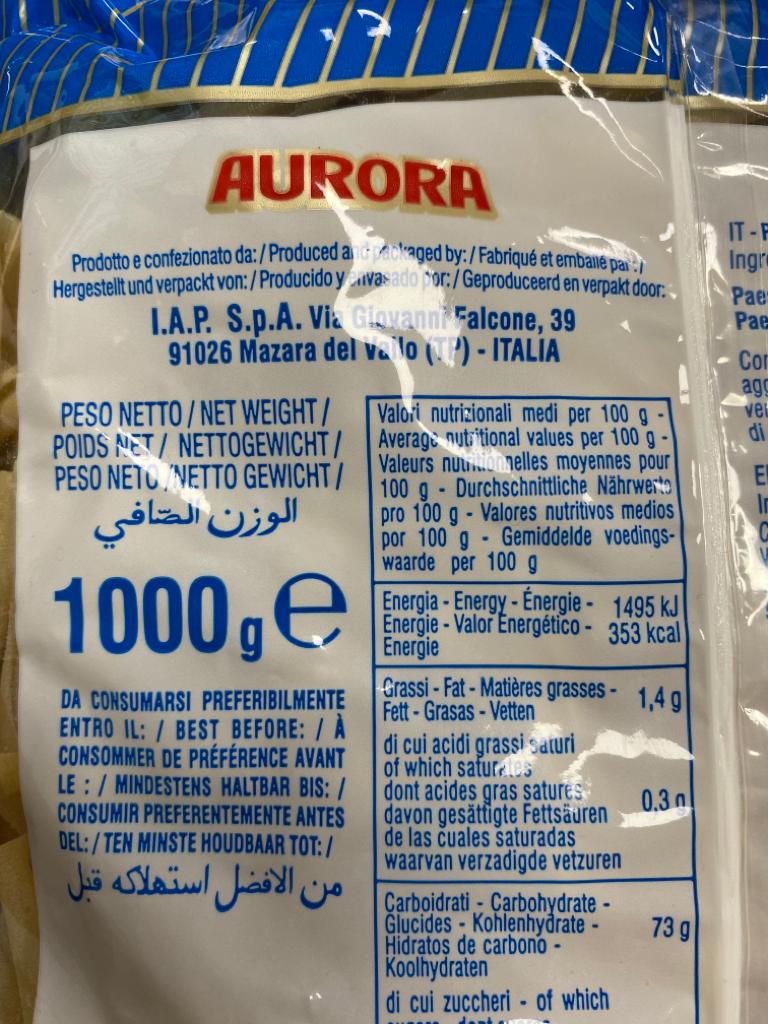 AURORA
Prodotto e confezionato da: / Produced and packaged by: / Fabriqué et emballé par : /
Hergestellt und verpackt von: / Producido y envasado por: / Geproduceerd en verpakt door:
I.A.P. S.p.A. Via Giovanni Falcone, 39
91026 Mazara del Vallo (TP) - ITALIA
PESO NETTO / NET WEIGHT /
POIDS NET / NETTOGEWICHT /
PESO NETO / NETTO GEWICHT /
الوزن الصّافي
1000 g e
DA CONSUMARSI PREFERIBILMENTE
ENTRO IL: / BEST BEFORE: / À
CONSOMMER DE PRÉFÉRENCE AVANT
LE : / MINDESTENS HALTBAR BIS: /
CONSUMIR PREFERENTEMENTE ANTES
DEL: / TEN MINSTE HOUDBAAR TOT: /
من الافضل استهلاكه قبل
Valori nutrizionali medi per 100 g -
Average nutritional values per 100 g -
Valeurs nutritionnelles moyennes pour
100 g - Durchschnittliche Nährwerte
pro 100 g - Valores nutritivos medios
por 100 g - Gemiddelde voedings-
waarde per 100 g
Energia - Energy - Énergie - 1495 kJ
Energie - Valor Energético - 353 kcal
Energie
Grassi - Fat - Matières grasses - 1,4 g
Fett - Grasas - Vetten
di cui acidi grassi saturi
of which saturates
dont acides gras saturés 0,3 g
davon gesättigte Fettsäuren
de las cuales saturadas
waarvan verzadigde vetzuren
Carboidrati - Carbohydrate -
Glucides - Kohlenhydrate - 73 g
Hidratos de carbono -
Koolhydraten
di cui zuccheri - of which
IT -
di